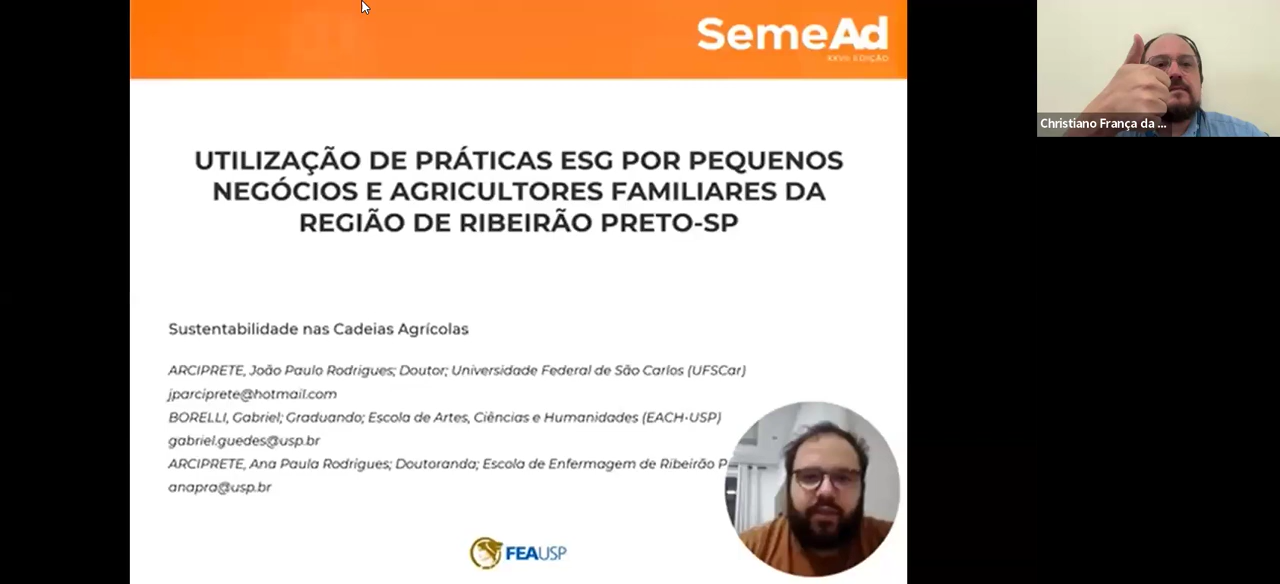 SemeAd
XXVII EDIÇÃO
UTILIZAÇÃO DE PRÁTICAS ESG POR PEQUENOS
NEGÓCIOS E AGRICULTORES FAMILIARES DA
REGIÃO DE RIBEIRÃO PRETO-SP
Sustentabilidade nas Cadeias Agrícolas
ARCIPRETE, João Paulo Rodrigues; Doutor; Universidade Federal de São Carlos (UFSCar)
jparciprete@hotmail.com
BORELLI, Gabriel; Graduando; Escola de Artes, Ciências e Humanidades (EACH-USP)
gabriel.guedes@usp.br
ARCIPRETE, Ana Paula Rodrigues; Doutoranda; Escola de Enfermagem de Ribeirão P
anapra@usp.br
FEAUSP
Christiano França da ...